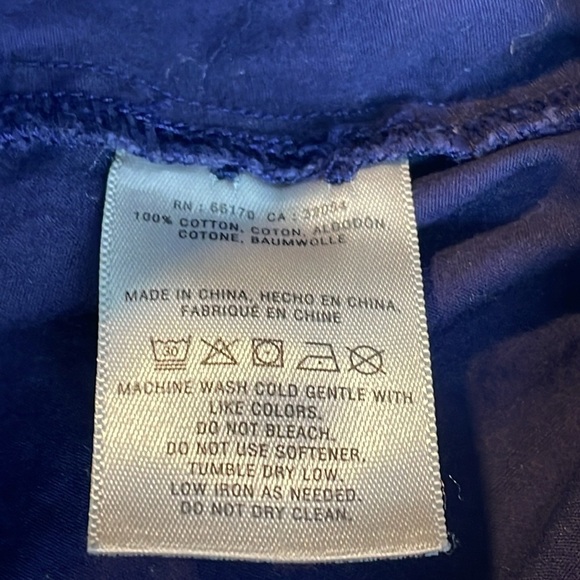 RN : 66170 CA : 32054
100% COTTON, COTON, ALGODÓN,
COTONE, BAUMWOLLE
MADE IN CHINA, HECHO EN CHINA,
FABRIQUÉ EN CHINE
30
MACHINE WASH COLD GENTLE WITH
LIKE COLORS.
DO NOT BLEACH.
DO NOT USE SOFTENER.
TUMBLE DRY LOW.
LOW IRON AS NEEDED.
DO NOT DRY CLEAN.